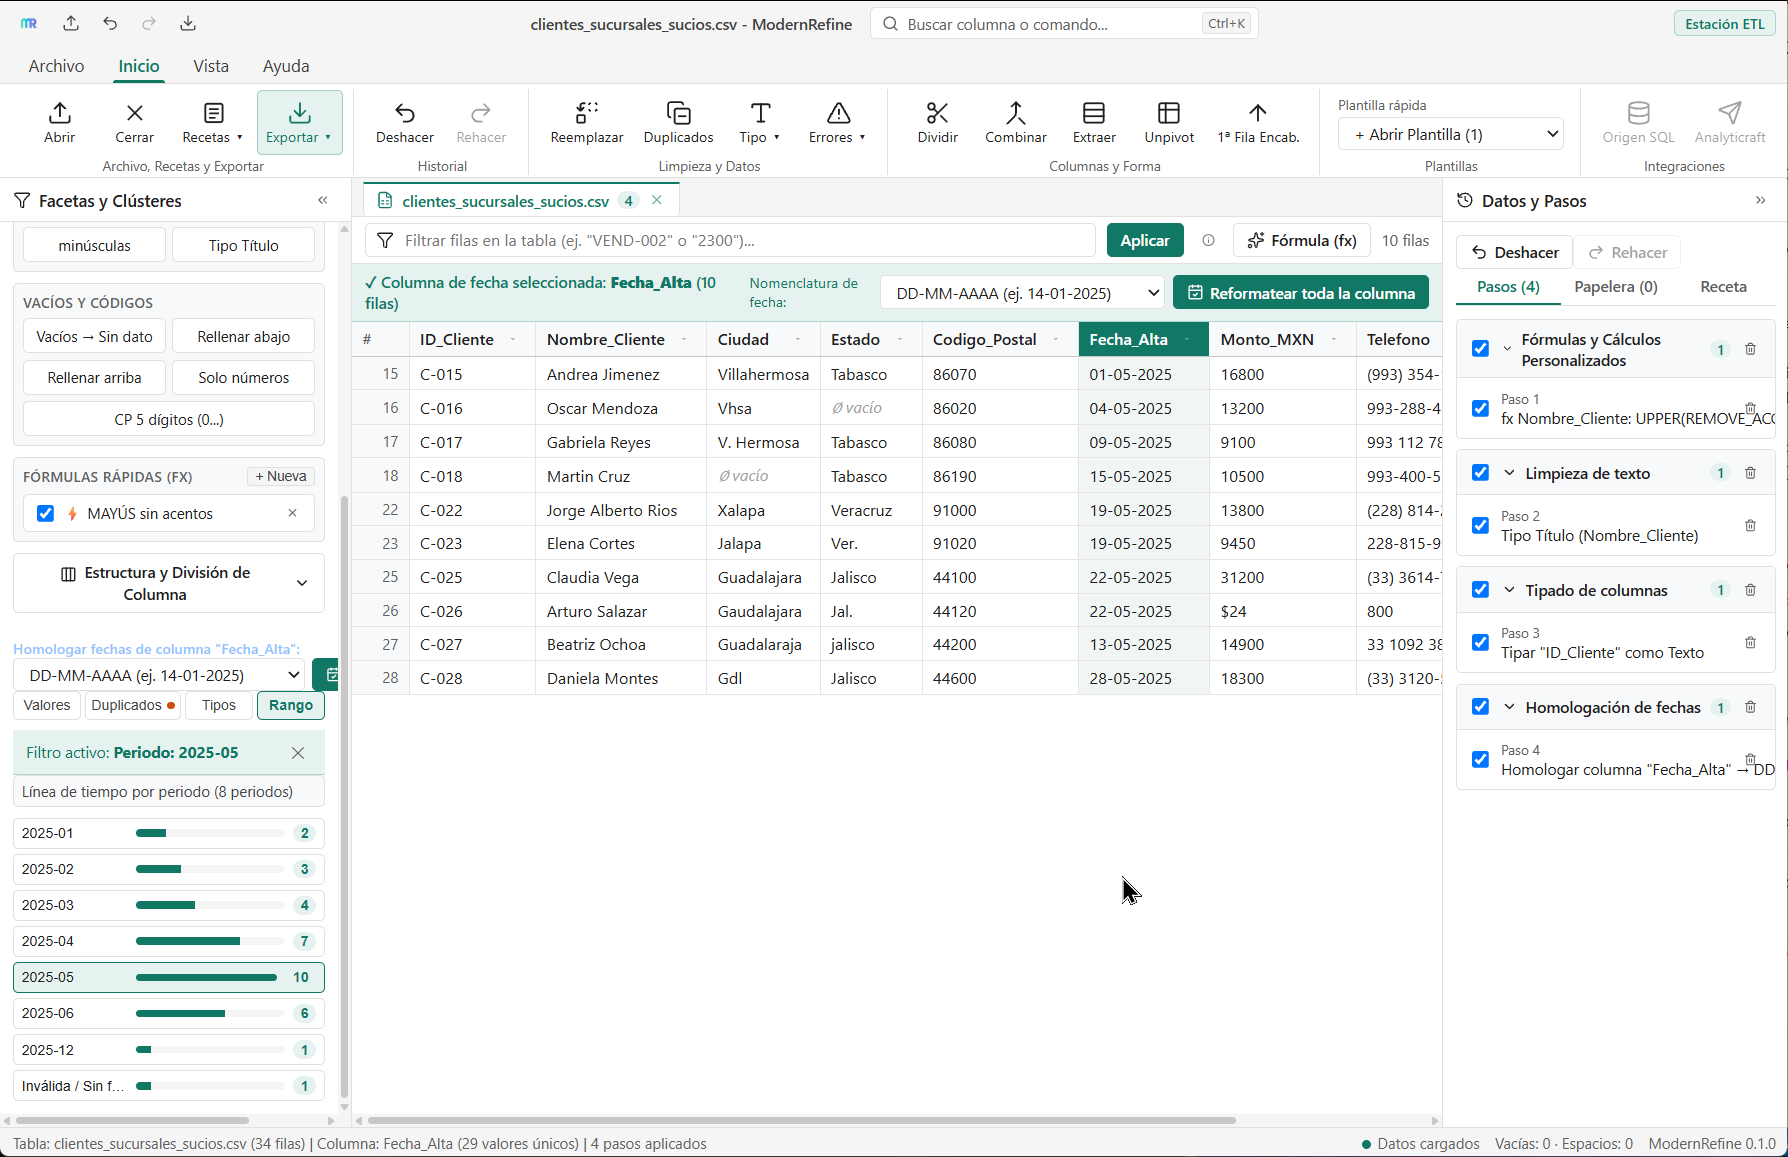 MR
clientes_sucursales_sucios.csv - ModernRefine
Buscar columna o comando...
Ctrl+K
Estación ETL
Archivo
Inicio
Vista
Ayuda
Abrir
Cerrar
Recetas
Exportar
Archivo, Recetas y Exportar
Deshacer
Rehacer
Historial
Reemplazar
Duplicados
Tipo
Errores
Limpieza y Datos
Dividir
Combinar
Extraer
Unpivot
1ª Fila Encab.
Columnas y Forma
Plantilla rápida
+ Abrir Plantilla (1)
Plantillas
Origen SQL
Analyticraft
Integraciones
Facetas y Clústeres
«
minúsculas
Tipo Título
VACÍOS Y CÓDIGOS
Vacíos → Sin dato
Rellenar abajo
Rellenar arriba
Solo números
CP 5 dígitos (0...)
FÓRMULAS RÁPIDAS (FX)
+ Nueva
MAYÚS sin acentos
Estructura y División de
Columna
Homologar fechas de columna "Fecha_Alta":
DD-MM-AAAA (ej. 14-01-2025)
Valores
Duplicados
Tipos
Rango
Filtro activo: Periodo: 2025-05
Línea de tiempo por periodo (8 periodos)
2025-01 2
2025-02 3
2025-03 4
2025-04 7
2025-05 10
2025-06 6
2025-12 1
Inválida / Sin f... 1
clientes_sucursales_sucios.csv 4
Filtrar filas en la tabla (ej. "VEND-002" o "2300")...
Aplicar
Fórmula (fx)
10 filas
✓ Columna de fecha seleccionada: Fecha_Alta (10
filas)
Nomenclatura de
fecha:
DD-MM-AAAA (ej. 14-01-2025)
Reformatear toda la columna
# ID_Cliente Nombre_Cliente Ciudad Estado Codigo_Postal Fecha_Alta Monto_MXN Telefono
15 C-015 Andrea Jimenez Villahermosa Tabasco 86070 01-05-2025 16800 (993) 354-
16 C-016 Oscar Mendoza Vhsa Ø vacío 86020 04-05-2025 13200 993-288-4
17 C-017 Gabriela Reyes V. Hermosa Tabasco 86080 09-05-2025 9100 993 112 78
18 C-018 Martin Cruz Ø vacío Tabasco 86190 15-05-2025 10500 993-400-5
22 C-022 Jorge Alberto Rios Xalapa Veracruz 91000 19-05-2025 13800 (228) 814-
23 C-023 Elena Cortes Jalapa Ver. 91020 19-05-2025 9450 228-815-9
25 C-025 Claudia Vega Guadalajara Jalisco 44100 22-05-2025 31200 (33) 3614-
26 C-026 Arturo Salazar Gaudalajara Jal. 44120 22-05-2025 $24 800
27 C-027 Beatriz Ochoa Guadalaraja jalisco 44200 13-05-2025 14900 33 1092 38
28 C-028 Daniela Montes Gdl Jalisco 44600 28-05-2025 18300 (33) 3120-
Datos y Pasos
»
Deshacer
Rehacer
Pasos (4)
Papelera (0)
Receta
Fórmulas y Cálculos
Personalizados 1
Paso 1
fx Nombre_Cliente: UPPER(REMOVE_ACC
Limpieza de texto 1
Paso 2
Tipo Título (Nombre_Cliente)
Tipado de columnas 1
Paso 3
Tipar "ID_Cliente" como Texto
Homologación de fechas 1
Paso 4
Homologar columna "Fecha_Alta" → DD
Tabla: clientes_sucursales_sucios.csv (34 filas) | Columna: Fecha_Alta (29 valores únicos) | 4 pasos aplicados
Datos cargados
Vacías: 0 · Espacios: 0
ModernRefine 0.1.0